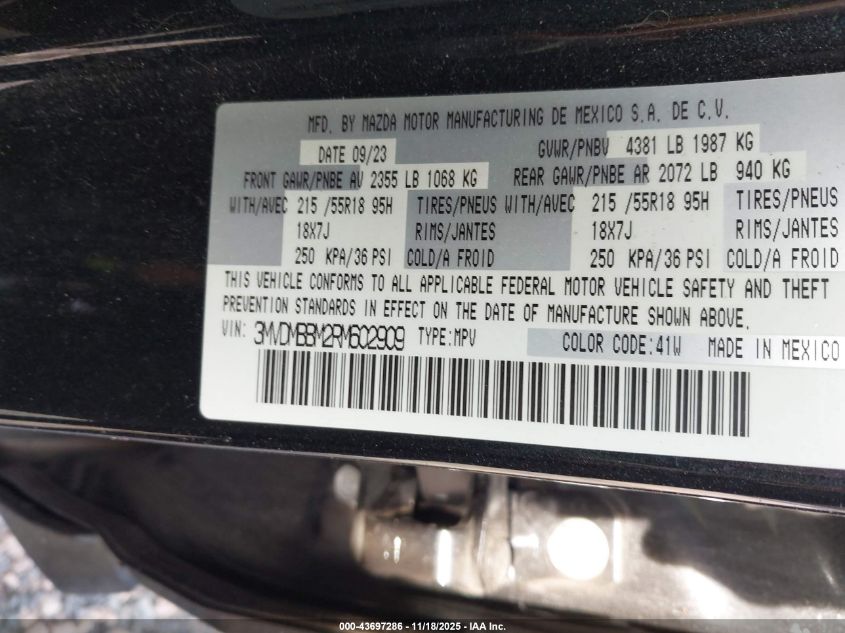 MFD. BY MAZDA MOTOR MANUFACTURING DE MEXICO S.A. DE C.V.
DATE 09/23 GVWR/PNBV 4381 LB 1987 KG
FRONT GAWR/PNBE AV 2355 LB 1068 KG REAR GAWR/PNBE AR 2072 LB 940 KG
WITH/AVEC 215 /55R18 95H TIRES/PNEUS WITH/AVEC 215 /55R18 95H TIRES/PNEUS
18X7J RIMS/JANTES 18X7J RIMS/JANTES
250 KPA/36 PSI COLD/A FROID 250 KPA/36 PSI COLD/A FROID
THIS VEHICLE CONFORMS TO ALL APPLICABLE FEDERAL MOTOR VEHICLE SAFETY AND THEFT
PREVENTION STANDARDS IN EFFECT ON THE DATE OF MANUFACTURE SHOWN ABOVE.
VIN: 3MVDMBBM2RM602909 TYPE:MPV COLOR CODE:41W MADE IN MEXICO
000-43697286 - 11/18/2025 - IAA Inc.